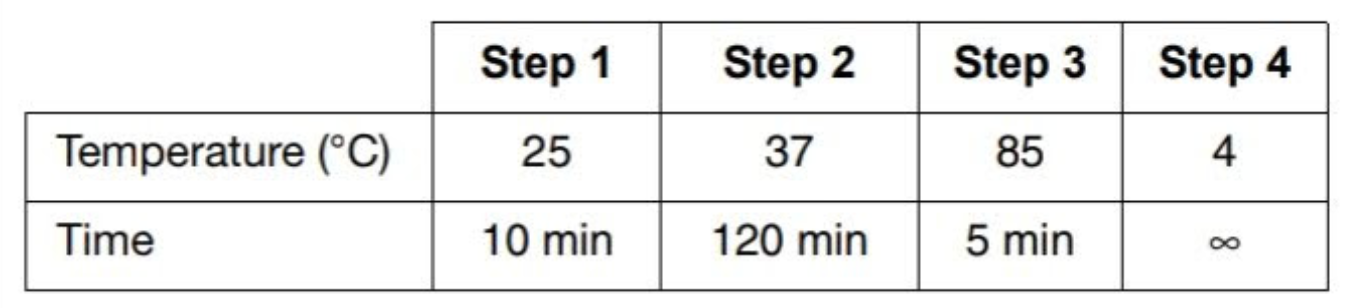 Step 1 Step 2 Step 3 Step 4
Temperature (°C) 25 37 85 4
Time 10 min 120 min 5 min ∞